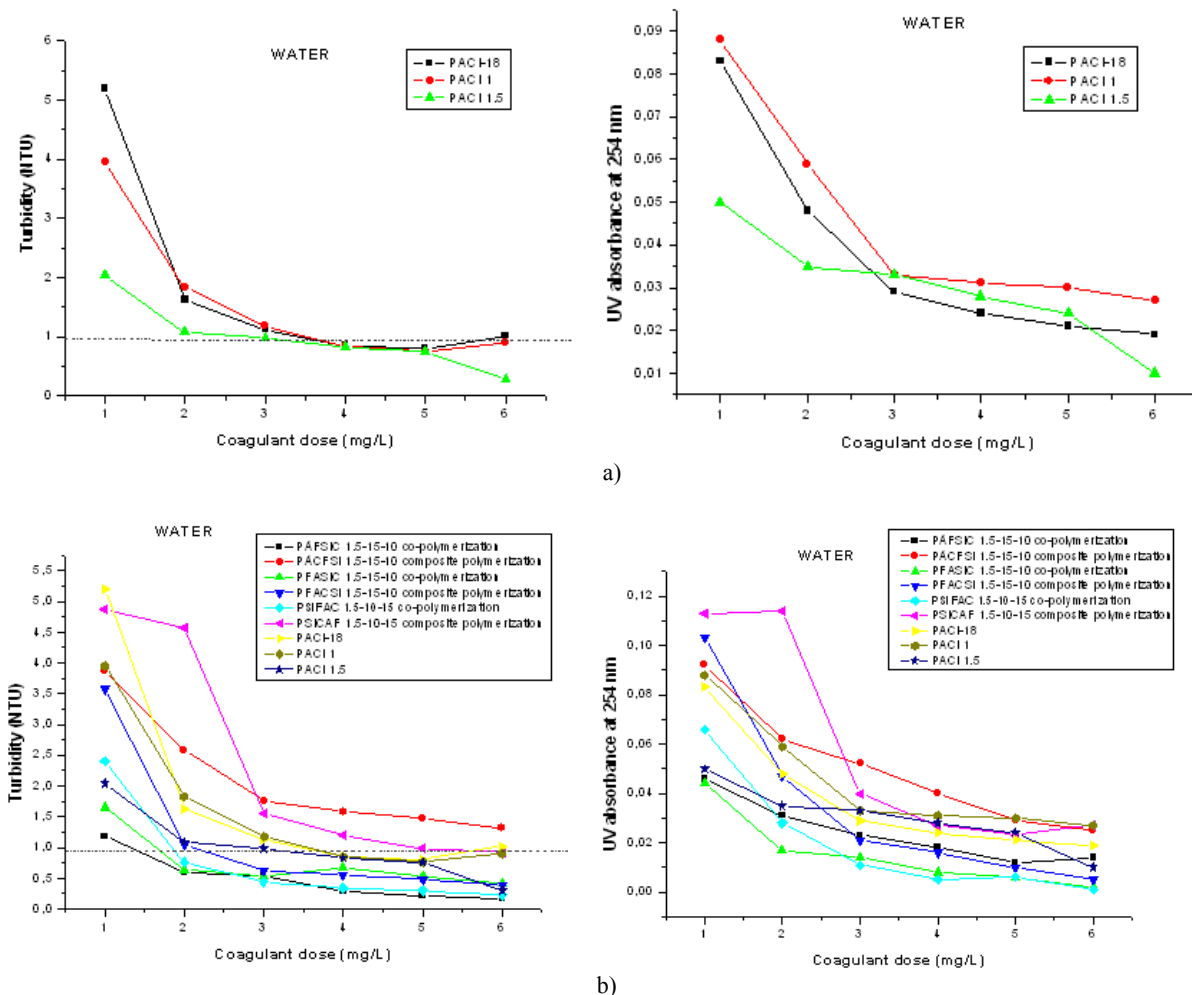 WATER
PACl-18
PACl 1
PACl 1.5
Turbidity (NTU)
6
5
4
3
2
1
0
1 2 3 4 5 6
Coagulant dose (mg/L)
WATER
PACl-18
PACl 1
PACl 1.5
UV absorbance at 254 nm
0,09
0,08
0,07
0,06
0,05
0,04
0,03
0,02
0,01
1 2 3 4 5 6
Coagulant dose (mg/L)
a)
WATER
PAFSIC 1.5-15-10 co-polymerization
PACFSI 1.5-15-10 composite polymerization
PFASIC 1.5-15-10 co-polymerization
PFACSI 1.5-15-10 composite polymerization
PSIFAC 1.5-10-15 co-polymerization
PSICAF 1.5-10-15 composite polymerization
PACl-18
PACl 1
PACl 1.5
Turbidity (NTU)
5,5
5,0
4,5
4,0
3,5
3,0
2,5
2,0
1,5
1,0
0,5
0,0
1 2 3 4 5 6
Coagulant dose (mg/L)
WATER
PAFSIC 1.5-15-10 co-polymerization
PACFSI 1.5-15-10 composite polymerization
PFASIC 1.5-15-10 co-polymerization
PFACSI 1.5-15-10 composite polymerization
PSIFAC 1.5-10-15 co-polymerization
PSICAF 1.5-10-15 composite polymerization
PACl-18
PACl 1
PACl 1.5
UV absorbance at 254 nm
0,12
0,10
0,08
0,06
0,04
0,02
0,00
1 2 3 4 5 6
Coagulant dose (mg/L)
b)